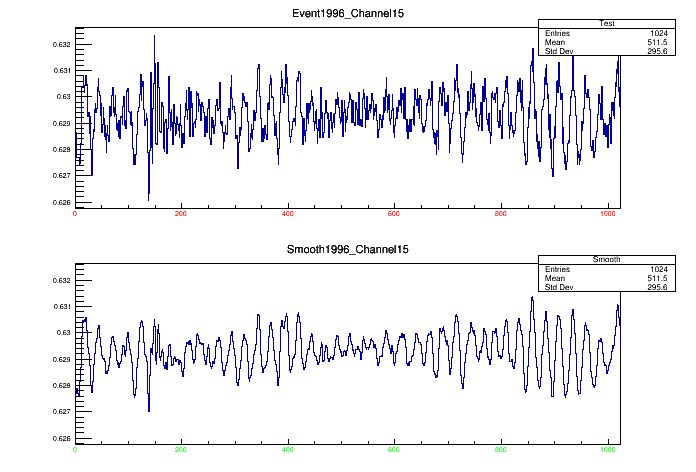 Event1996_Channel15
Test
Entries 1024
Mean 511.5
Std Dev 295.6
0.632
0.631
0.63
0.629
0.628
0.627
0.626
0 200 400 600 800 1000
Smooth1996_Channel15
Smooth
Entries 1024
Mean 511.5
Std Dev 295.6
0.632
0.631
0.63
0.629
0.628
0.627
0.626
0 200 400 600 800 1000